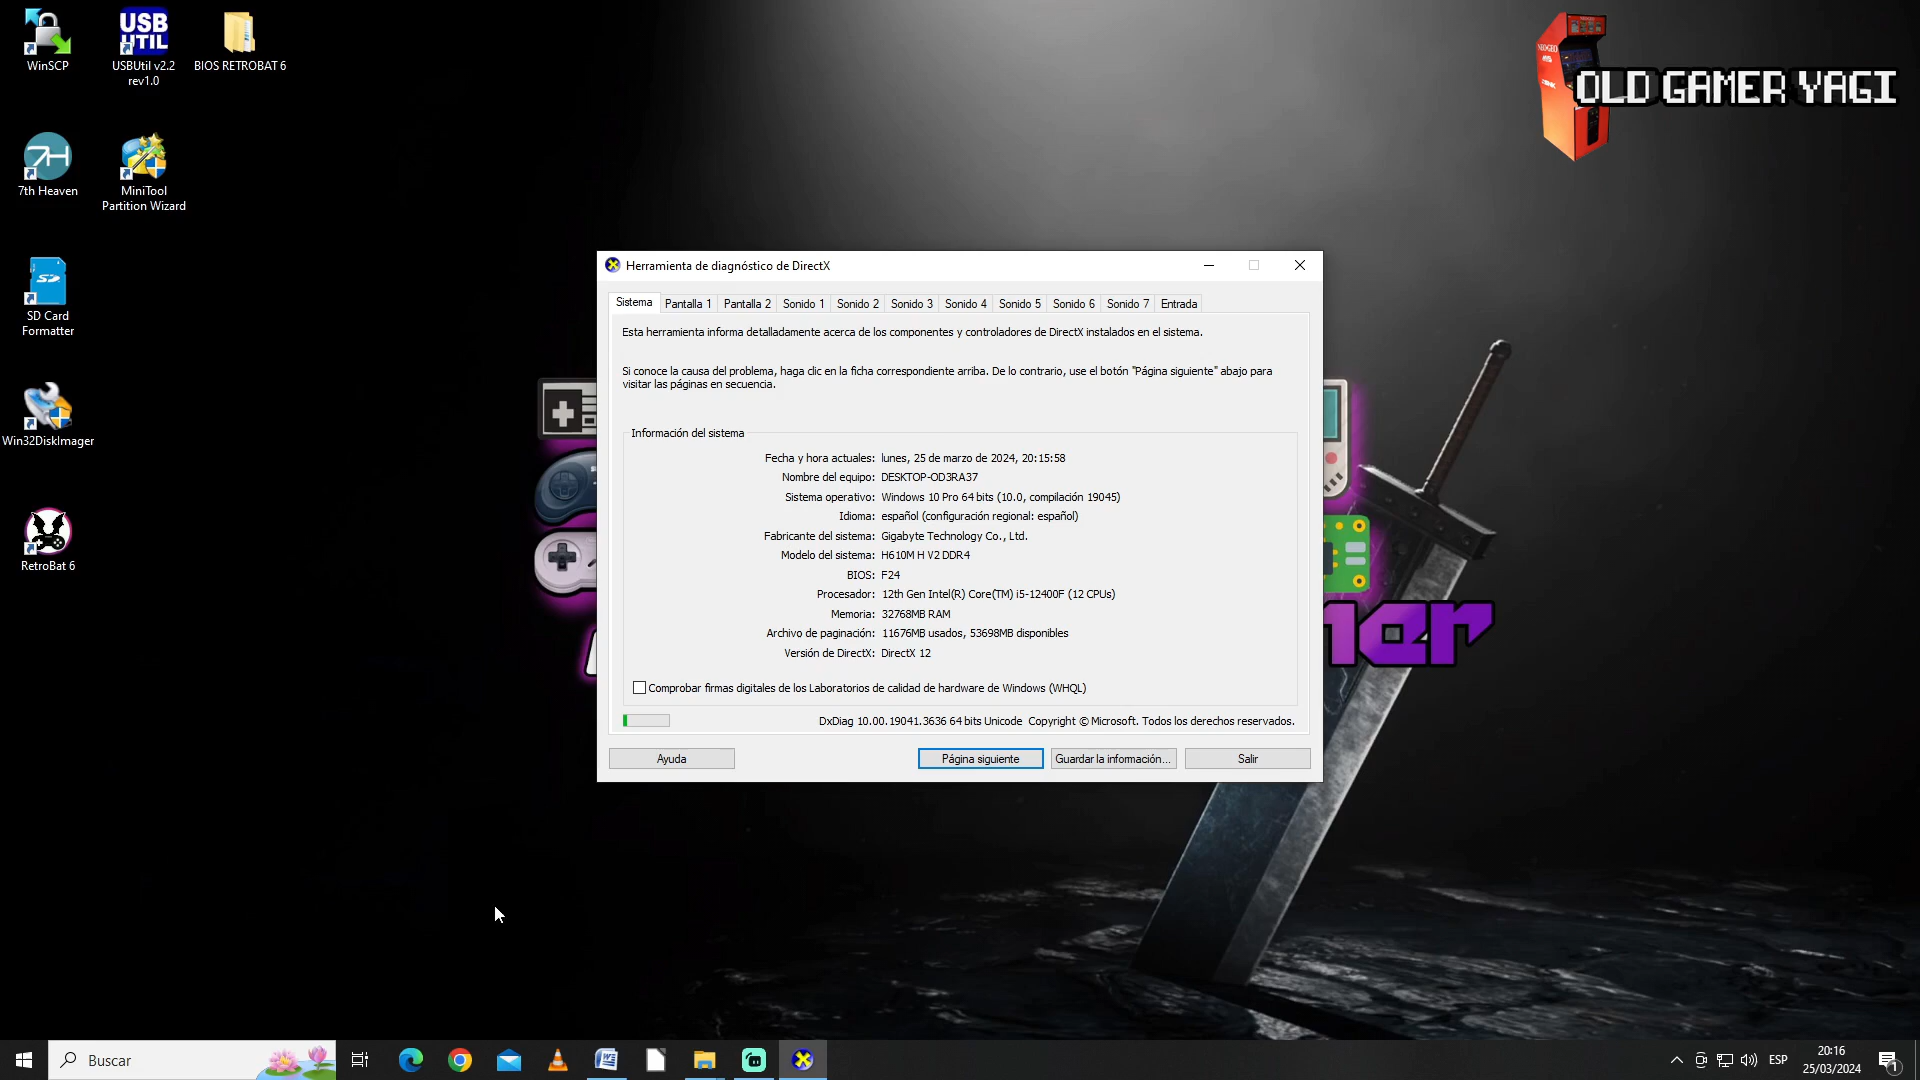 WinSCP
USB
UTIL
USBUtil v2.2
rev1.0
BIOS RETROBAT 6
NEOGEO
OLD GAMER YAGI
7H
7th Heaven
MiniTool
Partition Wizard
SD
SD Card
Formatter
Win32DiskImager
RetroBat 6
Herramienta de diagnóstico de DirectX
Sistema Pantalla 1 Pantalla 2 Sonido 1 Sonido 2 Sonido 3 Sonido 4 Sonido 5 Sonido 6 Sonido 7 Entrada
Esta herramienta informa detalladamente acerca de los componentes y controladores de DirectX instalados en el sistema.
Si conoce la causa del problema, haga clic en la ficha correspondiente arriba. De lo contrario, use el botón "Página siguiente" abajo para
visitar las páginas en secuencia.
Información del sistema
Fecha y hora actuales: lunes, 25 de marzo de 2024, 20:15:58
Nombre del equipo: DESKTOP-OD3RA37
Sistema operativo: Windows 10 Pro 64 bits (10.0, compilación 19045)
Idioma: español (configuración regional: español)
Fabricante del sistema: Gigabyte Technology Co., Ltd.
Modelo del sistema: H610M H V2 DDR4
BIOS: F24
Procesador: 12th Gen Intel(R) Core(TM) i5-12400F (12 CPUs)
Memoria: 32768MB RAM
Archivo de paginación: 11676MB usados, 53698MB disponibles
Versión de DirectX: DirectX 12
Comprobar firmas digitales de los Laboratorios de calidad de hardware de Windows (WHQL)
DxDiag 10.00.19041.3636 64 bits Unicode Copyright © Microsoft. Todos los derechos reservados.
Ayuda Página siguiente Guardar la información... Salir
mer
Buscar
ESP
20:16
25/03/2024
1